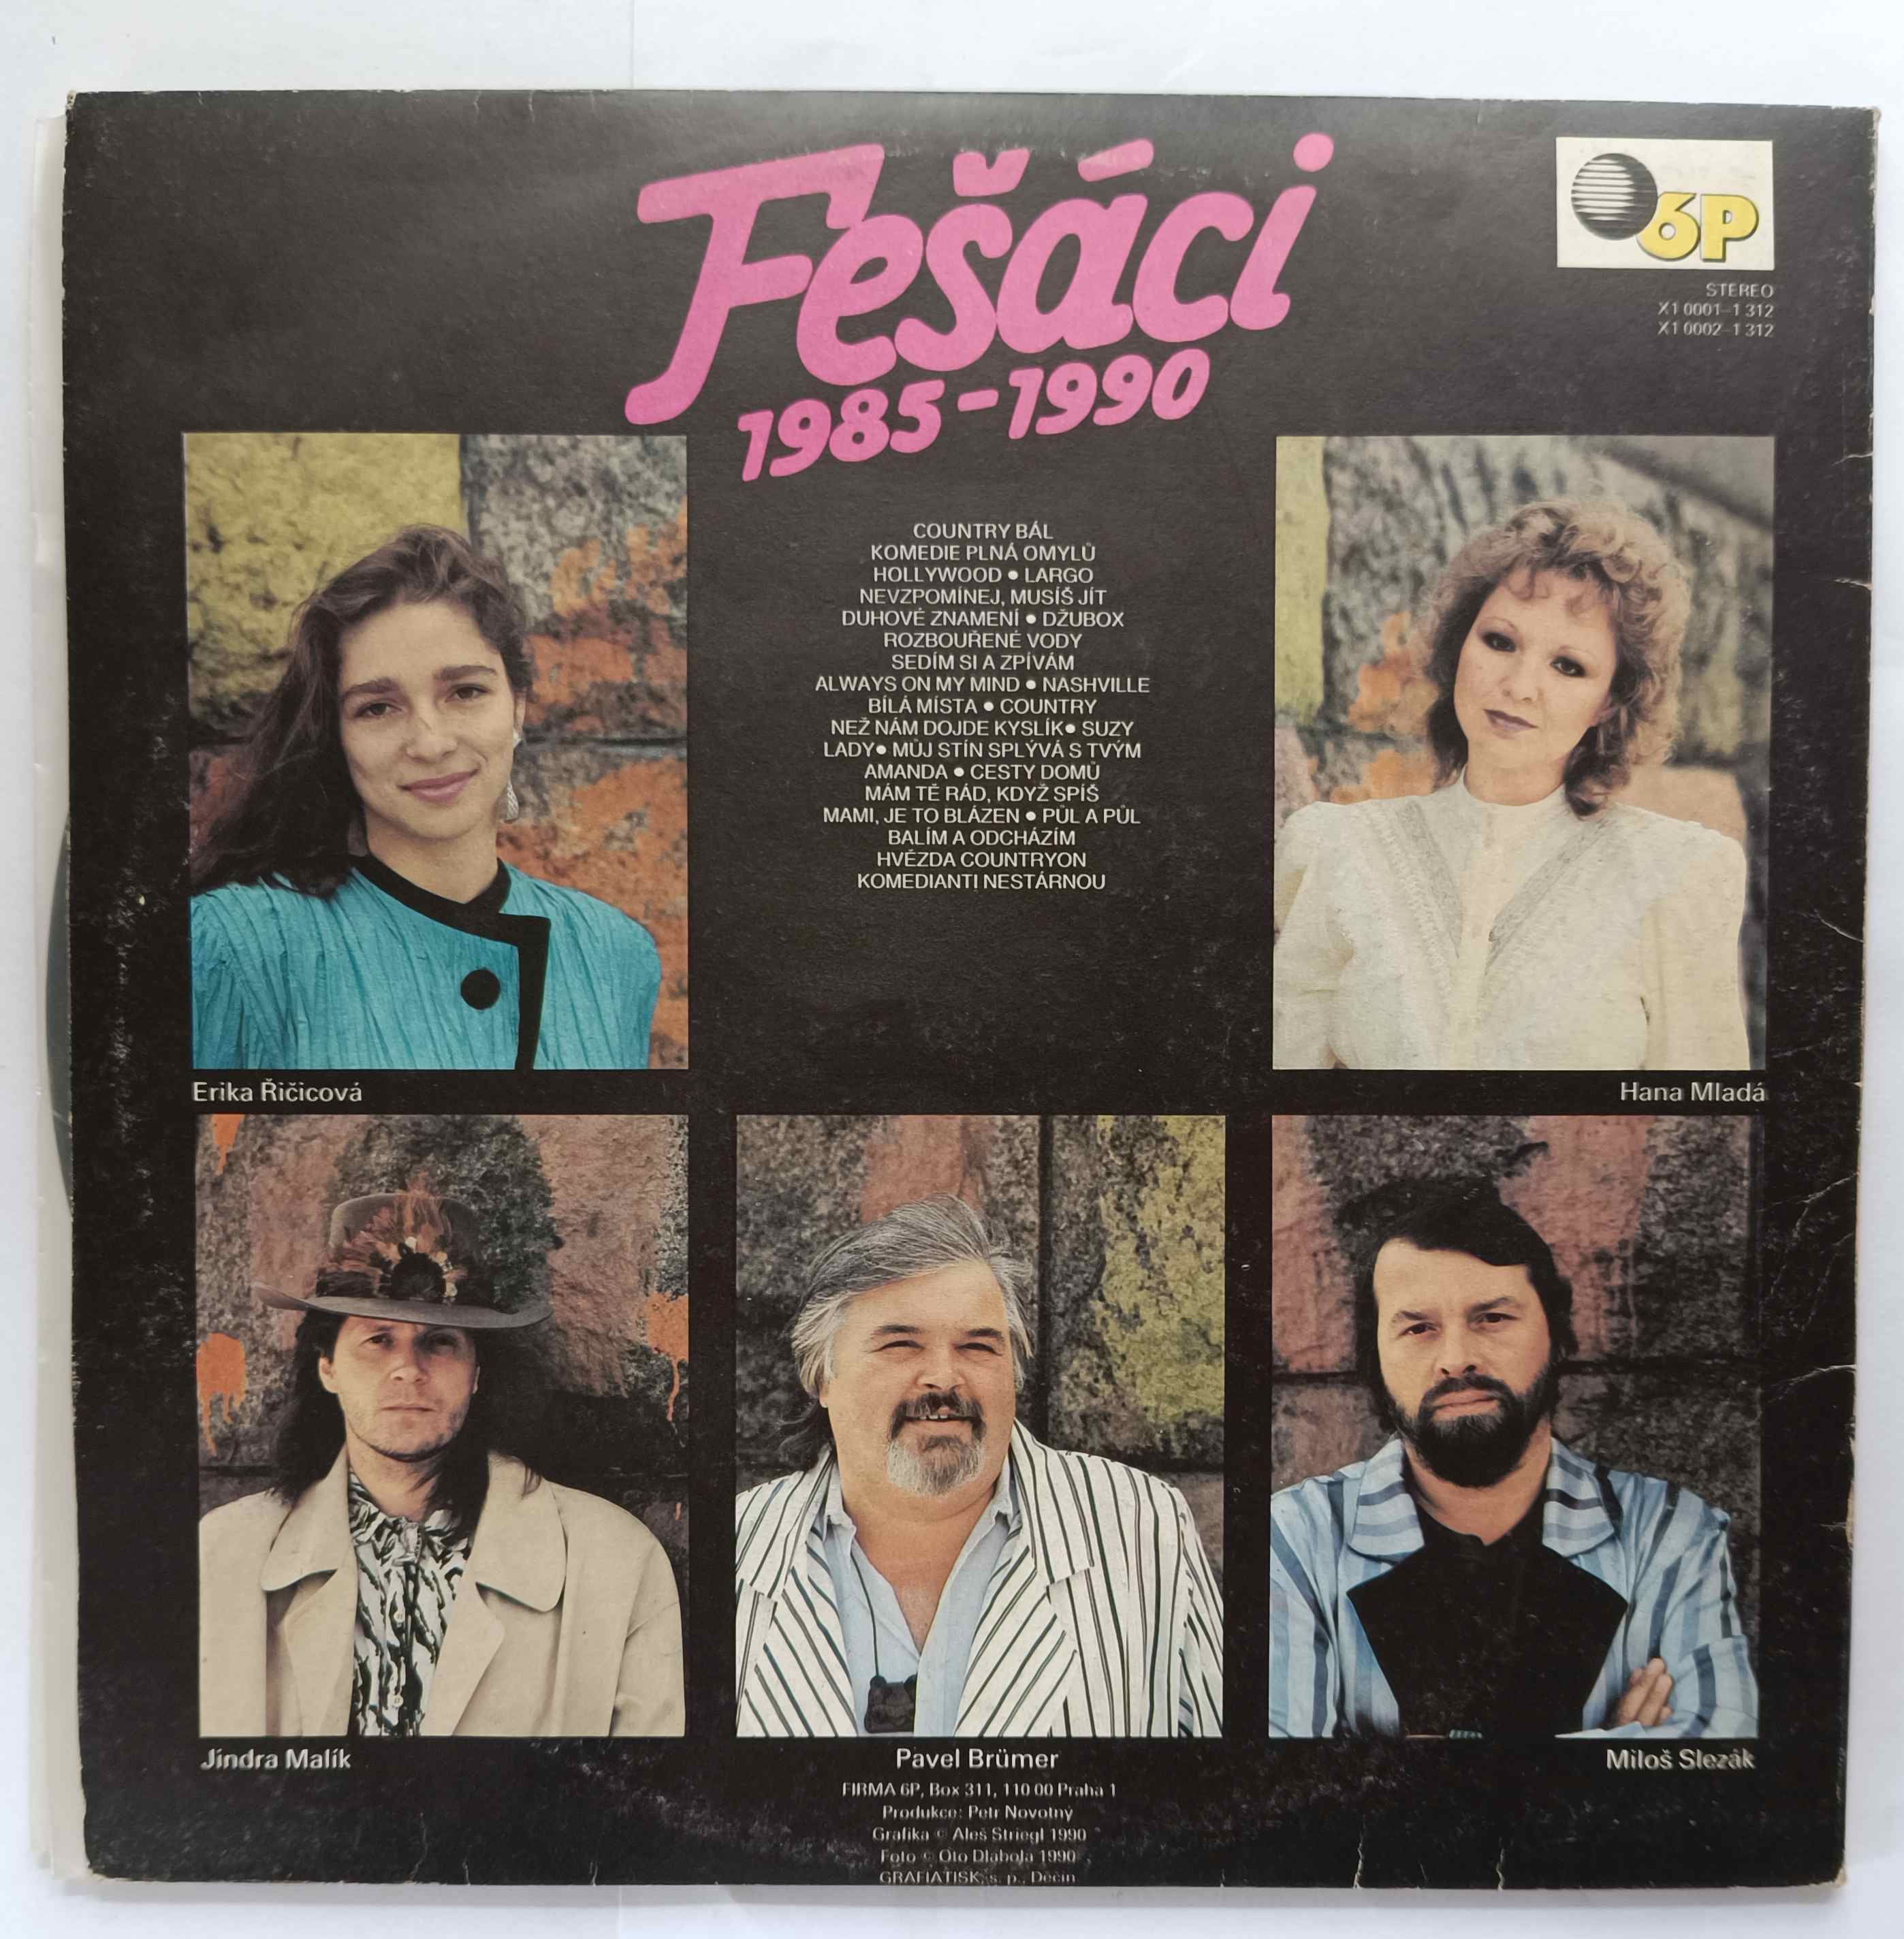 Fešáci
1985-1990
6P
STEREO
X1 0001-1 312
X1 0002-1 312
COUNTRY BÁL
KOMEDIE PLNÁ OMYLŮ
HOLLYWOOD ● LARGO
NEVZPOMÍNEJ, MUSÍŠ JÍT
DUHOVÉ ZNAMENÍ ● DŽUBOX
ROZBOUŘENÉ VODY
SEDÍM SI A ZPÍVÁM
ALWAYS ON MY MIND ● NASHVILLE
BÍLÁ MÍSTA ● COUNTRY
NEŽ NÁM DOJDE KYSLÍK● SUZY
LADY● MŮJ STÍN SPLÝVÁ S TVÝM
AMANDA ● CESTY DOMŮ
MÁM TĚ RÁD, KDYŽ SPÍŠ
MAMI, JE TO BLÁZEN ● PŮL A PŮL
BALÍM A ODCHÁZÍM
HVĚZDA COUNTRYON
KOMEDIANTI NESTÁRNOU
Erika Řičicová
Hana Mladá
Jindra Malík
Pavel Brümer
Miloš Slezák
FIRMA 6P, Box 311, 110 00 Praha 1
Produkce: Petr Novotný
Grafika © Aleš Striegl 1990
Foto © Oto Dlabola 1990
GRAFIATISK, s. p., Děčín